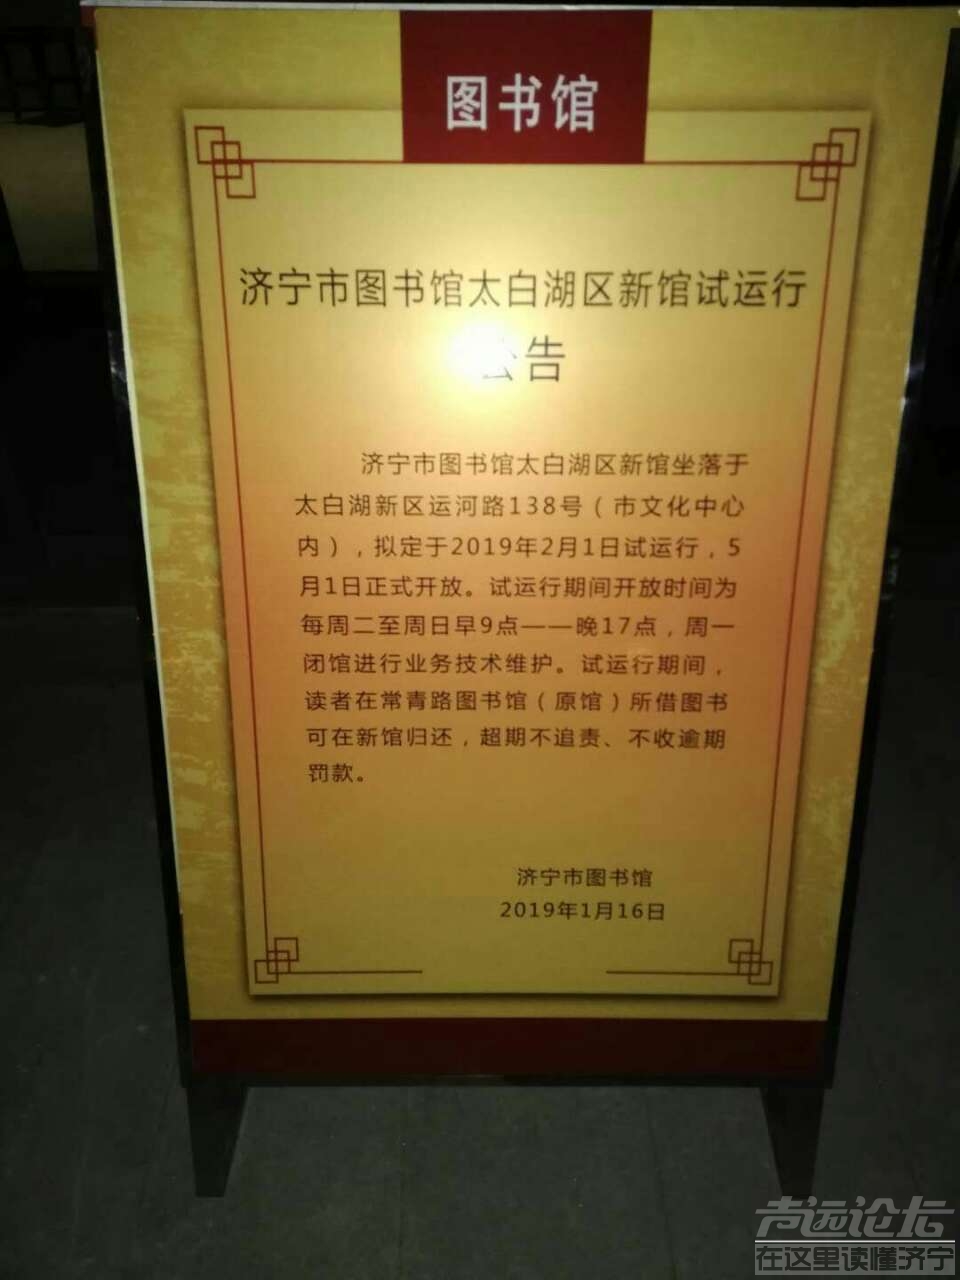 图书馆
济宁市图书馆太白湖区新馆试运行
公告
济宁市图书馆太白湖区新馆坐落于
太白湖新区运河路138号（市文化中心
内），拟定于2019年2月1日试运行，5
月1日正式开放。试运行期间开放时间为
每周二至周日早9点——晚17点，周一
闭馆进行业务技术维护。试运行期间，
读者在常青路图书馆（原馆）所借图书
可在新馆归还，超期不追责、不收逾期
罚款。
济宁市图书馆
2019年1月16日
声远论坛
在这里读懂济宁